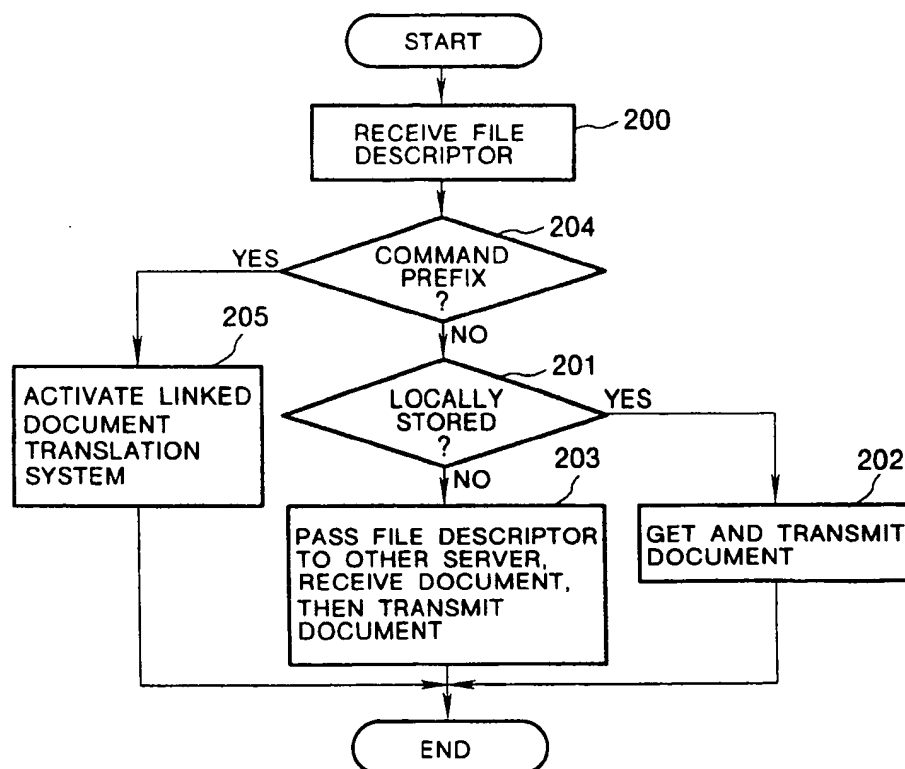 START
200
RECEIVE FILE
DESCRIPTOR
204
YES
COMMAND
PREFIX
?
NO
205
ACTIVATE LINKED
DOCUMENT
TRANSLATION
SYSTEM
201
LOCALLY
STORED
?
YES
NO
203
PASS FILE DESCRIPTOR
TO OTHER SERVER,
RECEIVE DOCUMENT,
THEN TRANSMIT
DOCUMENT
202
GET AND TRANSMIT
DOCUMENT
END